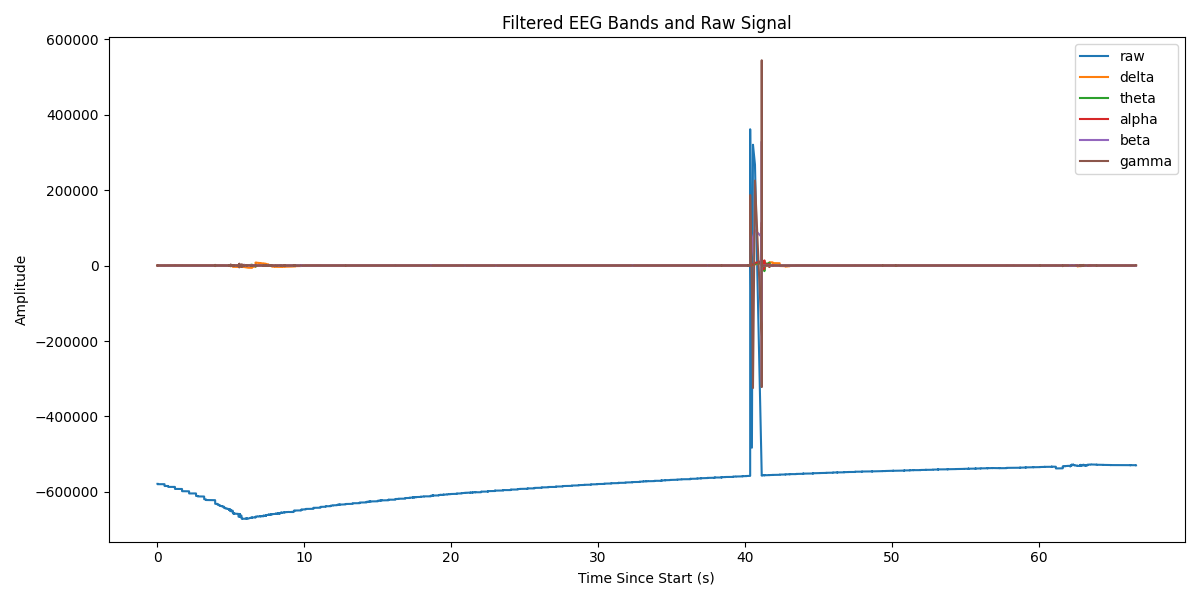 Filtered EEG Bands and Raw Signal
600000
400000
200000
0
−200000
−400000
−600000
Amplitude
raw
delta
theta
alpha
beta
gamma
0
10
20
30
40
50
60
Time Since Start (s)